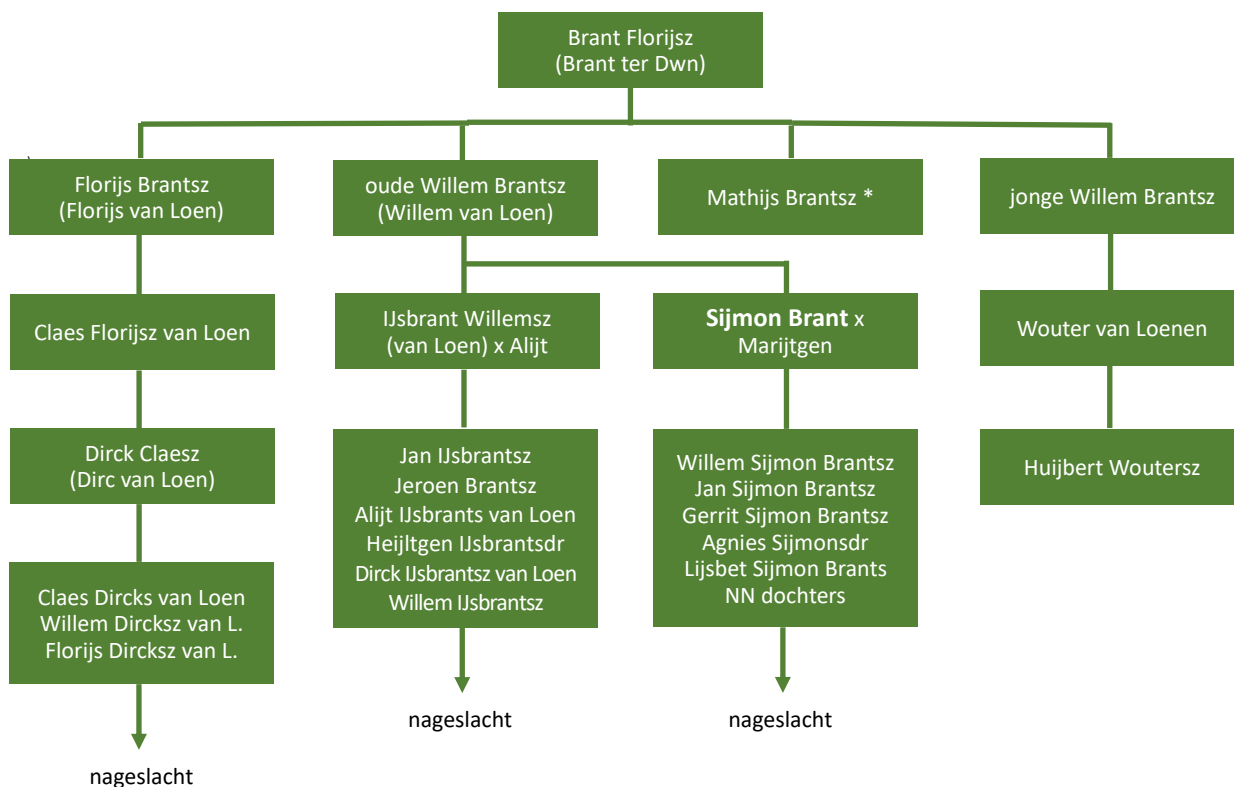 Brant Florijsz
(Brant ter Dwn)
Florijs Brantsz
(Florijs van Loen)
oude Willem Brantsz
(Willem van Loen)
Mathijs Brantsz *
jonge Willem Brantsz
Claes Florijsz van Loen
IJsbrant Willemsz
(van Loen) x Alijt
Sijmon Brant x
Marijtgen
Wouter van Loenen
Dirck Claesz
(Dirc van Loen)
Jan IJsbrantsz
Jeroen Brantsz
Alijt IJsbrants van Loen
Heijltgen IJsbrantsdr
Dirck IJsbrantsz van Loen
Willem IJsbrantsz
Willem Sijmon Brantsz
Jan Sijmon Brantsz
Gerrit Sijmon Brantsz
Agnies Sijmonsdr
Lijsbet Sijmon Brants
NN dochters
Huijbert Woutersz
Claes Dircks van Loen
Willem Dircksz van L.
Florijs Dircksz van L.
nageslacht
nageslacht
nageslacht